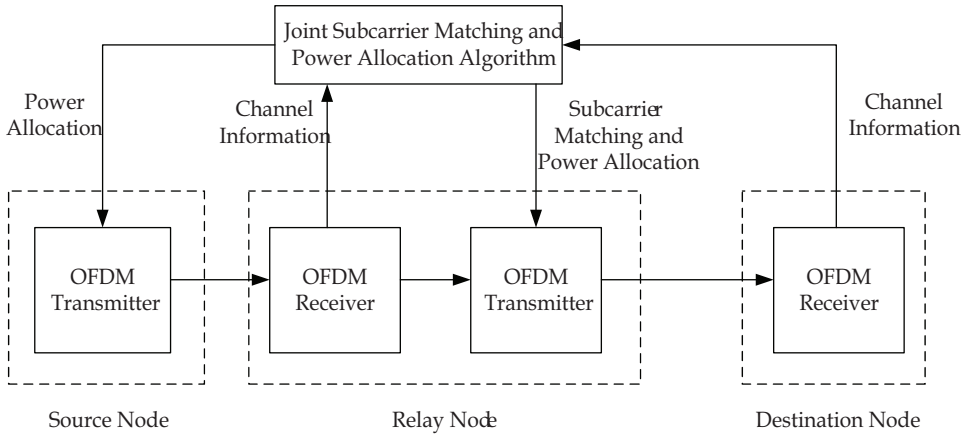 Joint Subcarrier Matching and
Power Allocation Algorithm
Power
Allocation
Channel
Information
Subcarrier
Matching and
Power Allocation
Channel
Information
OFDM
Transmitter
OFDM
Receiver
OFDM
Transmitter
OFDM
Receiver
Source Node
Relay Node
Destination Node